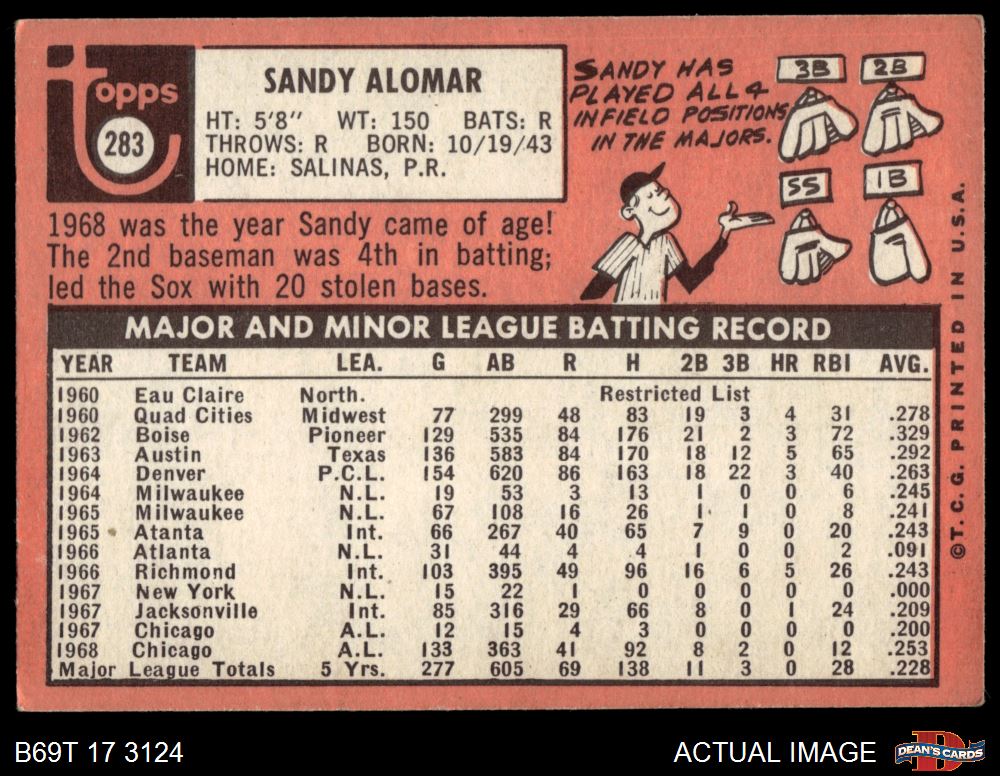 topps
283
SANDY ALOMAR
HT: 5'8" WT: 150 BATS: R
THROWS: R BORN: 10/19/43
HOME: SALINAS, P.R.
1968 was the year Sandy came of age!
The 2nd baseman was 4th in batting;
led the Sox with 20 stolen bases.
SANDY HAS
PLAYED ALL 4
INFIELD POSITIONS
IN THE MAJORS.
3B 2B
SS 1B
MAJOR AND MINOR LEAGUE BATTING RECORD
YEAR TEAM LEA. G AB R H 2B 3B HR RBI AVG.
1960 Eau Claire North. Restricted List
1960 Quad Cities Midwest 77 299 48 83 19 3 4 31 .278
1962 Boise Pioneer 129 535 84 176 21 2 3 72 .329
1963 Austin Texas 136 583 84 170 18 12 5 65 .292
1964 Denver P.C.L. 154 620 86 163 18 22 3 40 .263
1964 Milwaukee N.L. 19 53 3 13 1 0 0 6 .245
1965 Milwaukee N.L. 67 108 16 26 1 1 0 8 .241
1965 Atanta Int. 66 267 40 65 7 9 0 20 .243
1966 Atlanta N.L. 31 44 4 4 1 0 0 2 .091
1966 Richmond Int. 103 395 49 96 16 6 5 26 .243
1967 New York N.L. 15 22 1 0 0 0 0 0 .000
1967 Jacksonville Int. 85 316 29 66 8 0 1 24 .209
1967 Chicago A.L. 12 15 4 3 0 0 0 0 .200
1968 Chicago A.L. 133 363 41 92 8 2 0 12 .253
Major League Totals 5 Yrs. 277 605 69 138 11 3 0 28 .228
©T.C.G. PRINTED IN U.S.A.
B69T 17 3124
ACTUAL IMAGE
D
DEAN'S CARDS